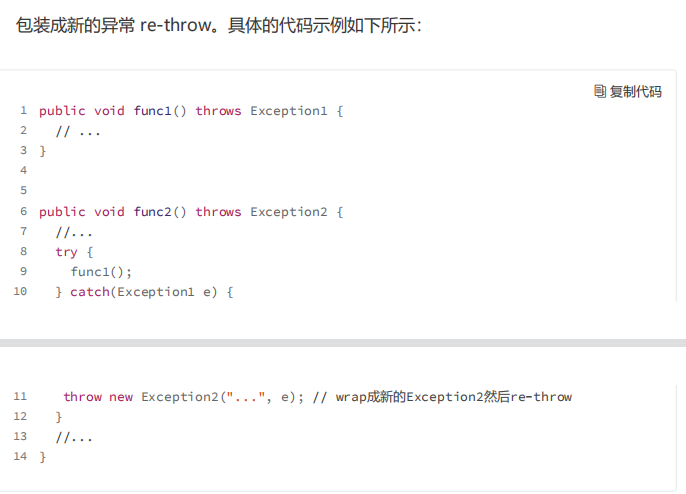 包装成新的异常 re-throw。具体的代码示例如下所示：
复制代码
1 public void func1() throws Exception1 {
2   // ...
3 }
4
5
6 public void func2() throws Exception2 {
7   //...
8   try {
9     func1();
10   } catch(Exception1 e) {
11    throw new Exception2("...", e); // wrap成新的Exception2然后re-throw
12   }
13   //...
14 }